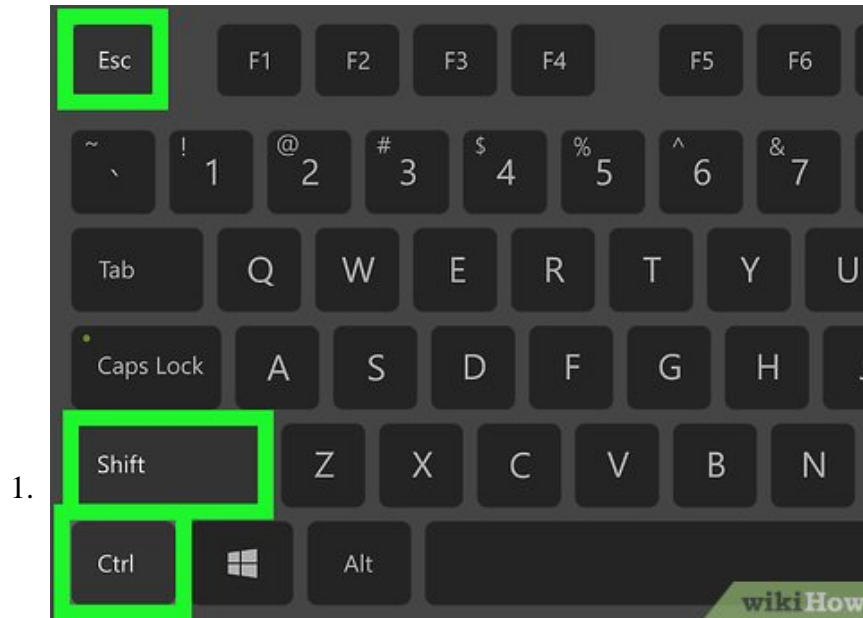 Esc F1 F2 F3 F4 F5 F6
~ ` ! 1 @ 2 # 3 $ 4 % 5 ^ 6 & 7
Tab Q W E R T Y U
Caps Lock A S D F G H
1. Shift Z X C V B N
Ctrl Alt
wikiHow